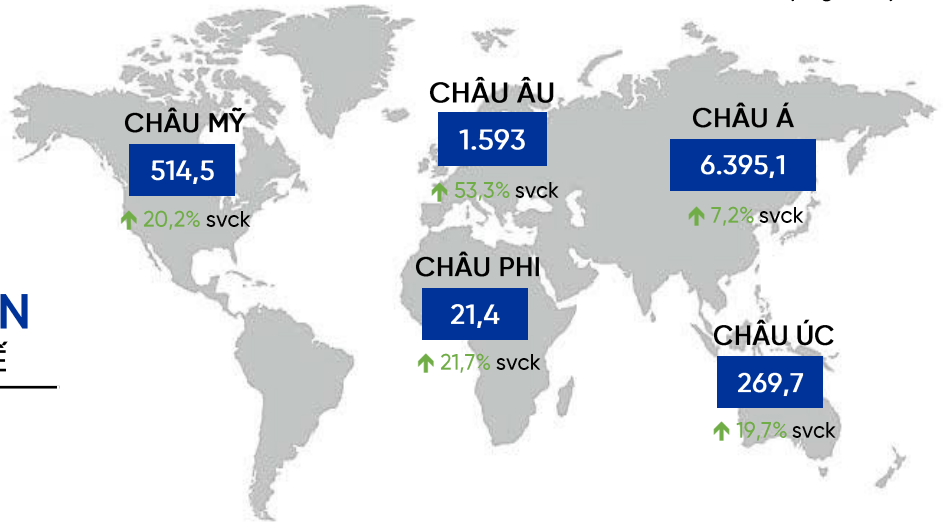 CHÂU MỸ
514,5
20,2% svck
CHÂU ÂU
1.593
53,3% svck
CHÂU Á
6.395,1
7,2% svck
CHÂU PHI
21,4
21,7% svck
CHÂU ÚC
269,7
19,7% svck
N
Ế